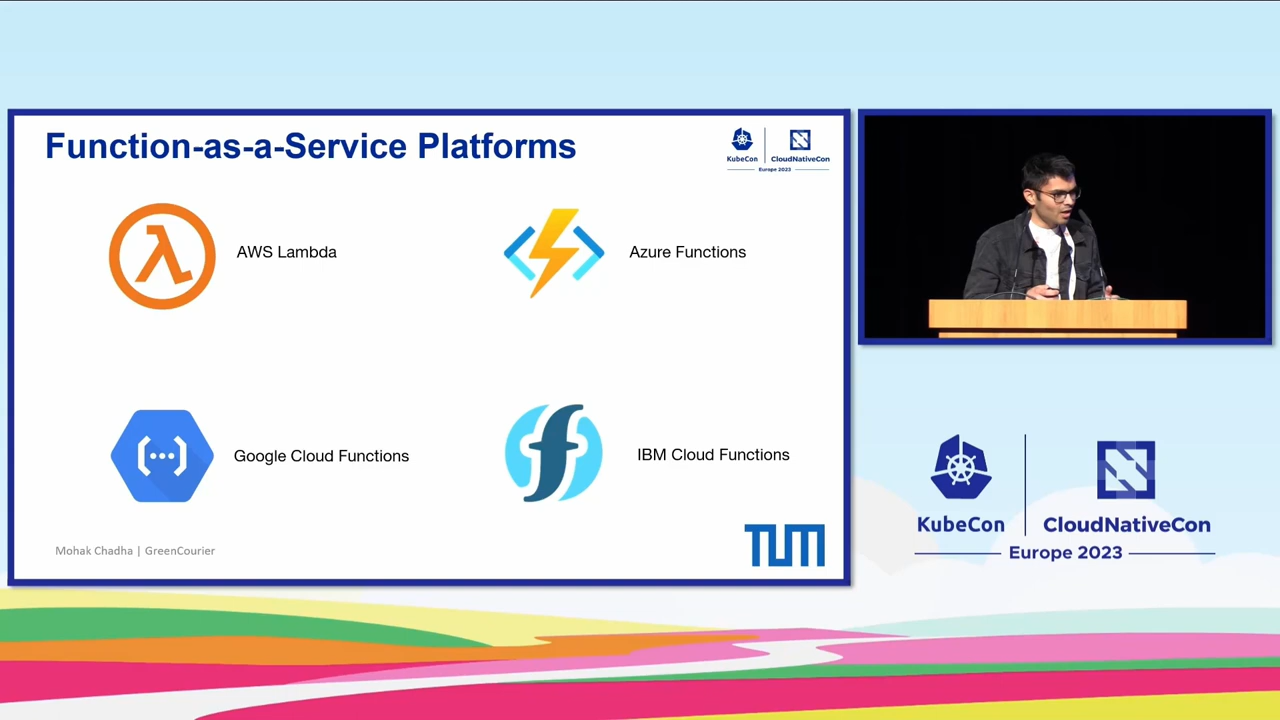 Function-as-a-Service Platforms
KubeCon
CloudNativeCon
Europe 2023
AWS Lambda
Azure Functions
Google Cloud Functions
IBM Cloud Functions
Mohak Chadha | GreenCourier
TUM
KubeCon
CloudNativeCon
Europe 2023